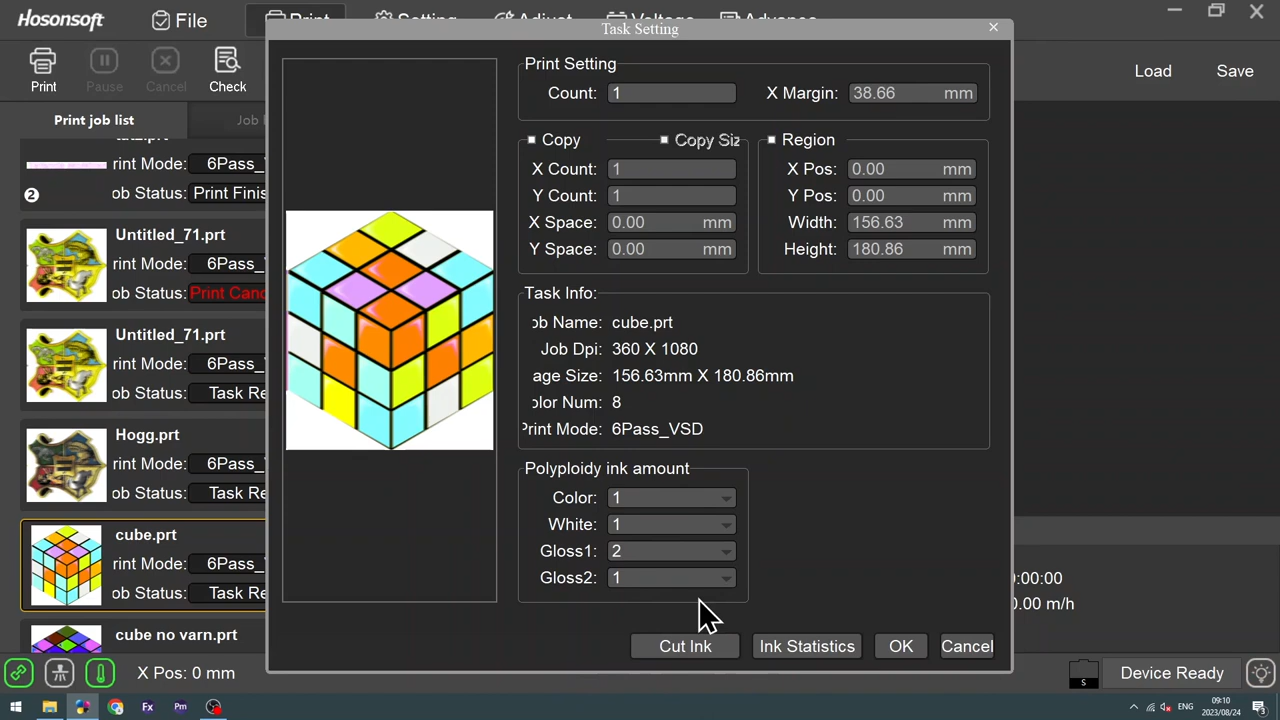 Hosonsoft
File
Print
Setting
Adjust
Voltage
Advance
Print
Pause
Cancel
Check
Load
Save
Print job list
Job
Task Setting
rint Mode: 6Pass_
2
ob Status: Print Finis
Untitled_71.prt
rint Mode: 6Pass_
ob Status: Print Canc
Untitled_71.prt
rint Mode: 6Pass_
ob Status: Task Re
Hogg.prt
rint Mode: 6Pass_
ob Status: Task Re
cube.prt
rint Mode: 6Pass_
ob Status: Task Re
cube no varn.prt
Print Setting
Count: 1
X Margin: 38.66 mm
Copy
Copy Siz
X Count: 1
Y Count: 1
X Space: 0.00 mm
Y Space: 0.00 mm
Region
X Pos: 0.00 mm
Y Pos: 0.00 mm
Width: 156.63 mm
Height: 180.86 mm
Task Info:
ob Name: cube.prt
Job Dpi: 360 X 1080
age Size: 156.63mm X 180.86mm
olor Num: 8
Print Mode: 6Pass_VSD
Polyploidy ink amount
Color: 1
White: 1
Gloss1: 2
Gloss2: 1
Cut Ink
Ink Statistics
OK
Cancel
0:00:00
0.00 m/h
X Pos: 0 mm
S
Device Ready
Fx
Pm
ENG
09:10
2023/08/24
3